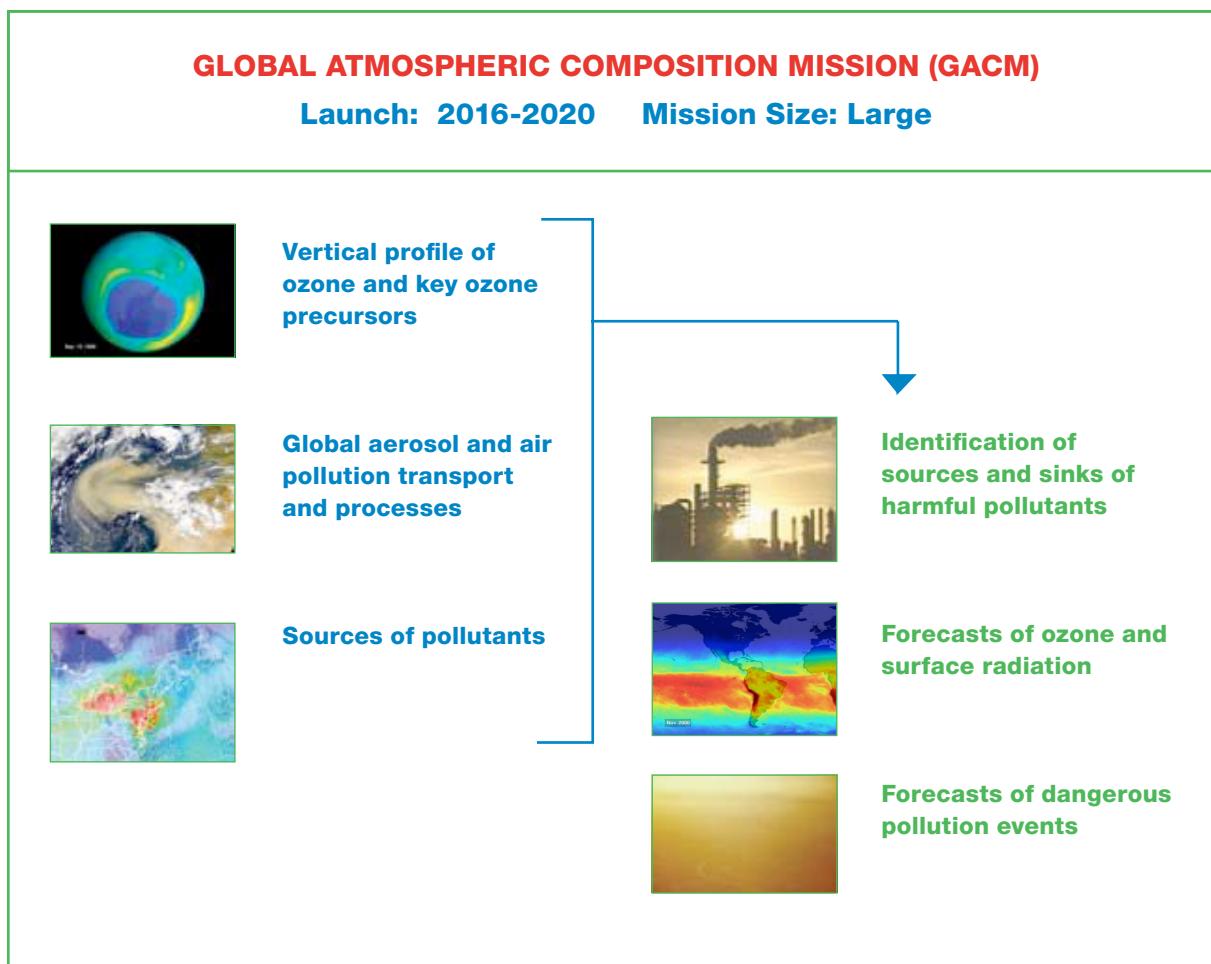 GLOBAL ATMOSPHERIC COMPOSITION MISSION (GACM)
Launch: 2016-2020 Mission Size: Large
Vertical profile of
ozone and key ozone
precursors
Global aerosol and air
pollution transport
and processes
Sources of pollutants
Identification of
sources and sinks of
harmful pollutants
Forecasts of ozone and
surface radiation
Nov 2000
Forecasts of dangerous
pollution events